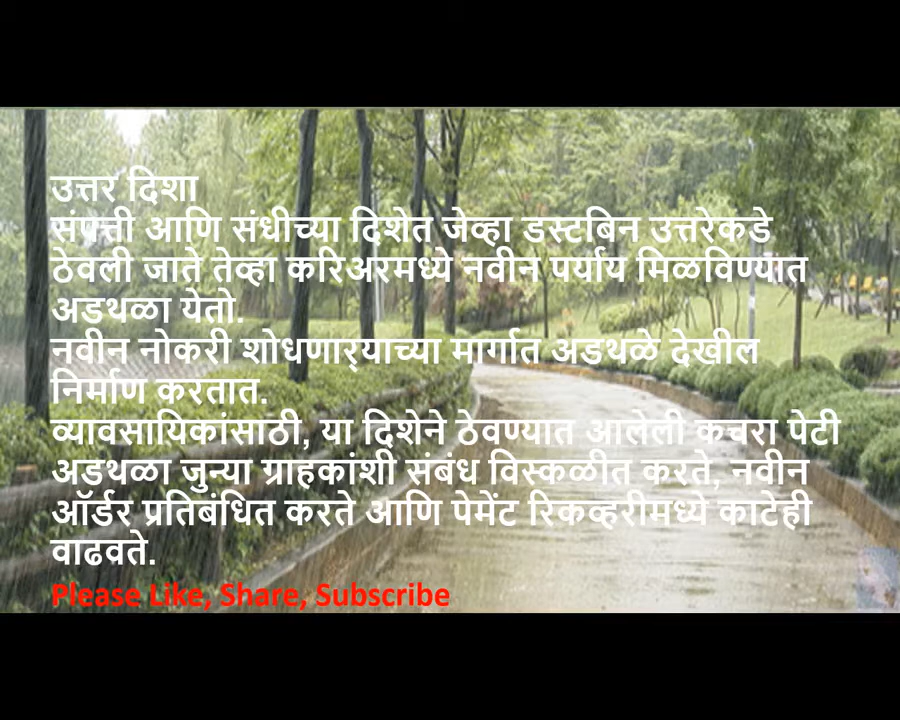 उत्तर दिशा
संपत्ती आणि संधीच्या दिशेत जेव्हा डस्टबिन उत्तरेकडे
ठेवली जाते तेव्हा करिअरमध्ये नवीन पर्याय मिळविण्यात
अडथळा येतो.
नवीन नोकरी शोधणार्‍याच्या मार्गात अडथळे देखील
निर्माण करतात.
व्यावसायिकांसाठी, या दिशेने ठेवण्यात आलेली कचरा पेटी
अडथळा जुन्या ग्राहकांशी संबंध विस्कळीत करते, नवीन
ऑर्डर प्रतिबंधित करते आणि पेमेंट रिकव्हरीमध्ये काटेही
वाढवते.
Please Like, Share, Subscribe